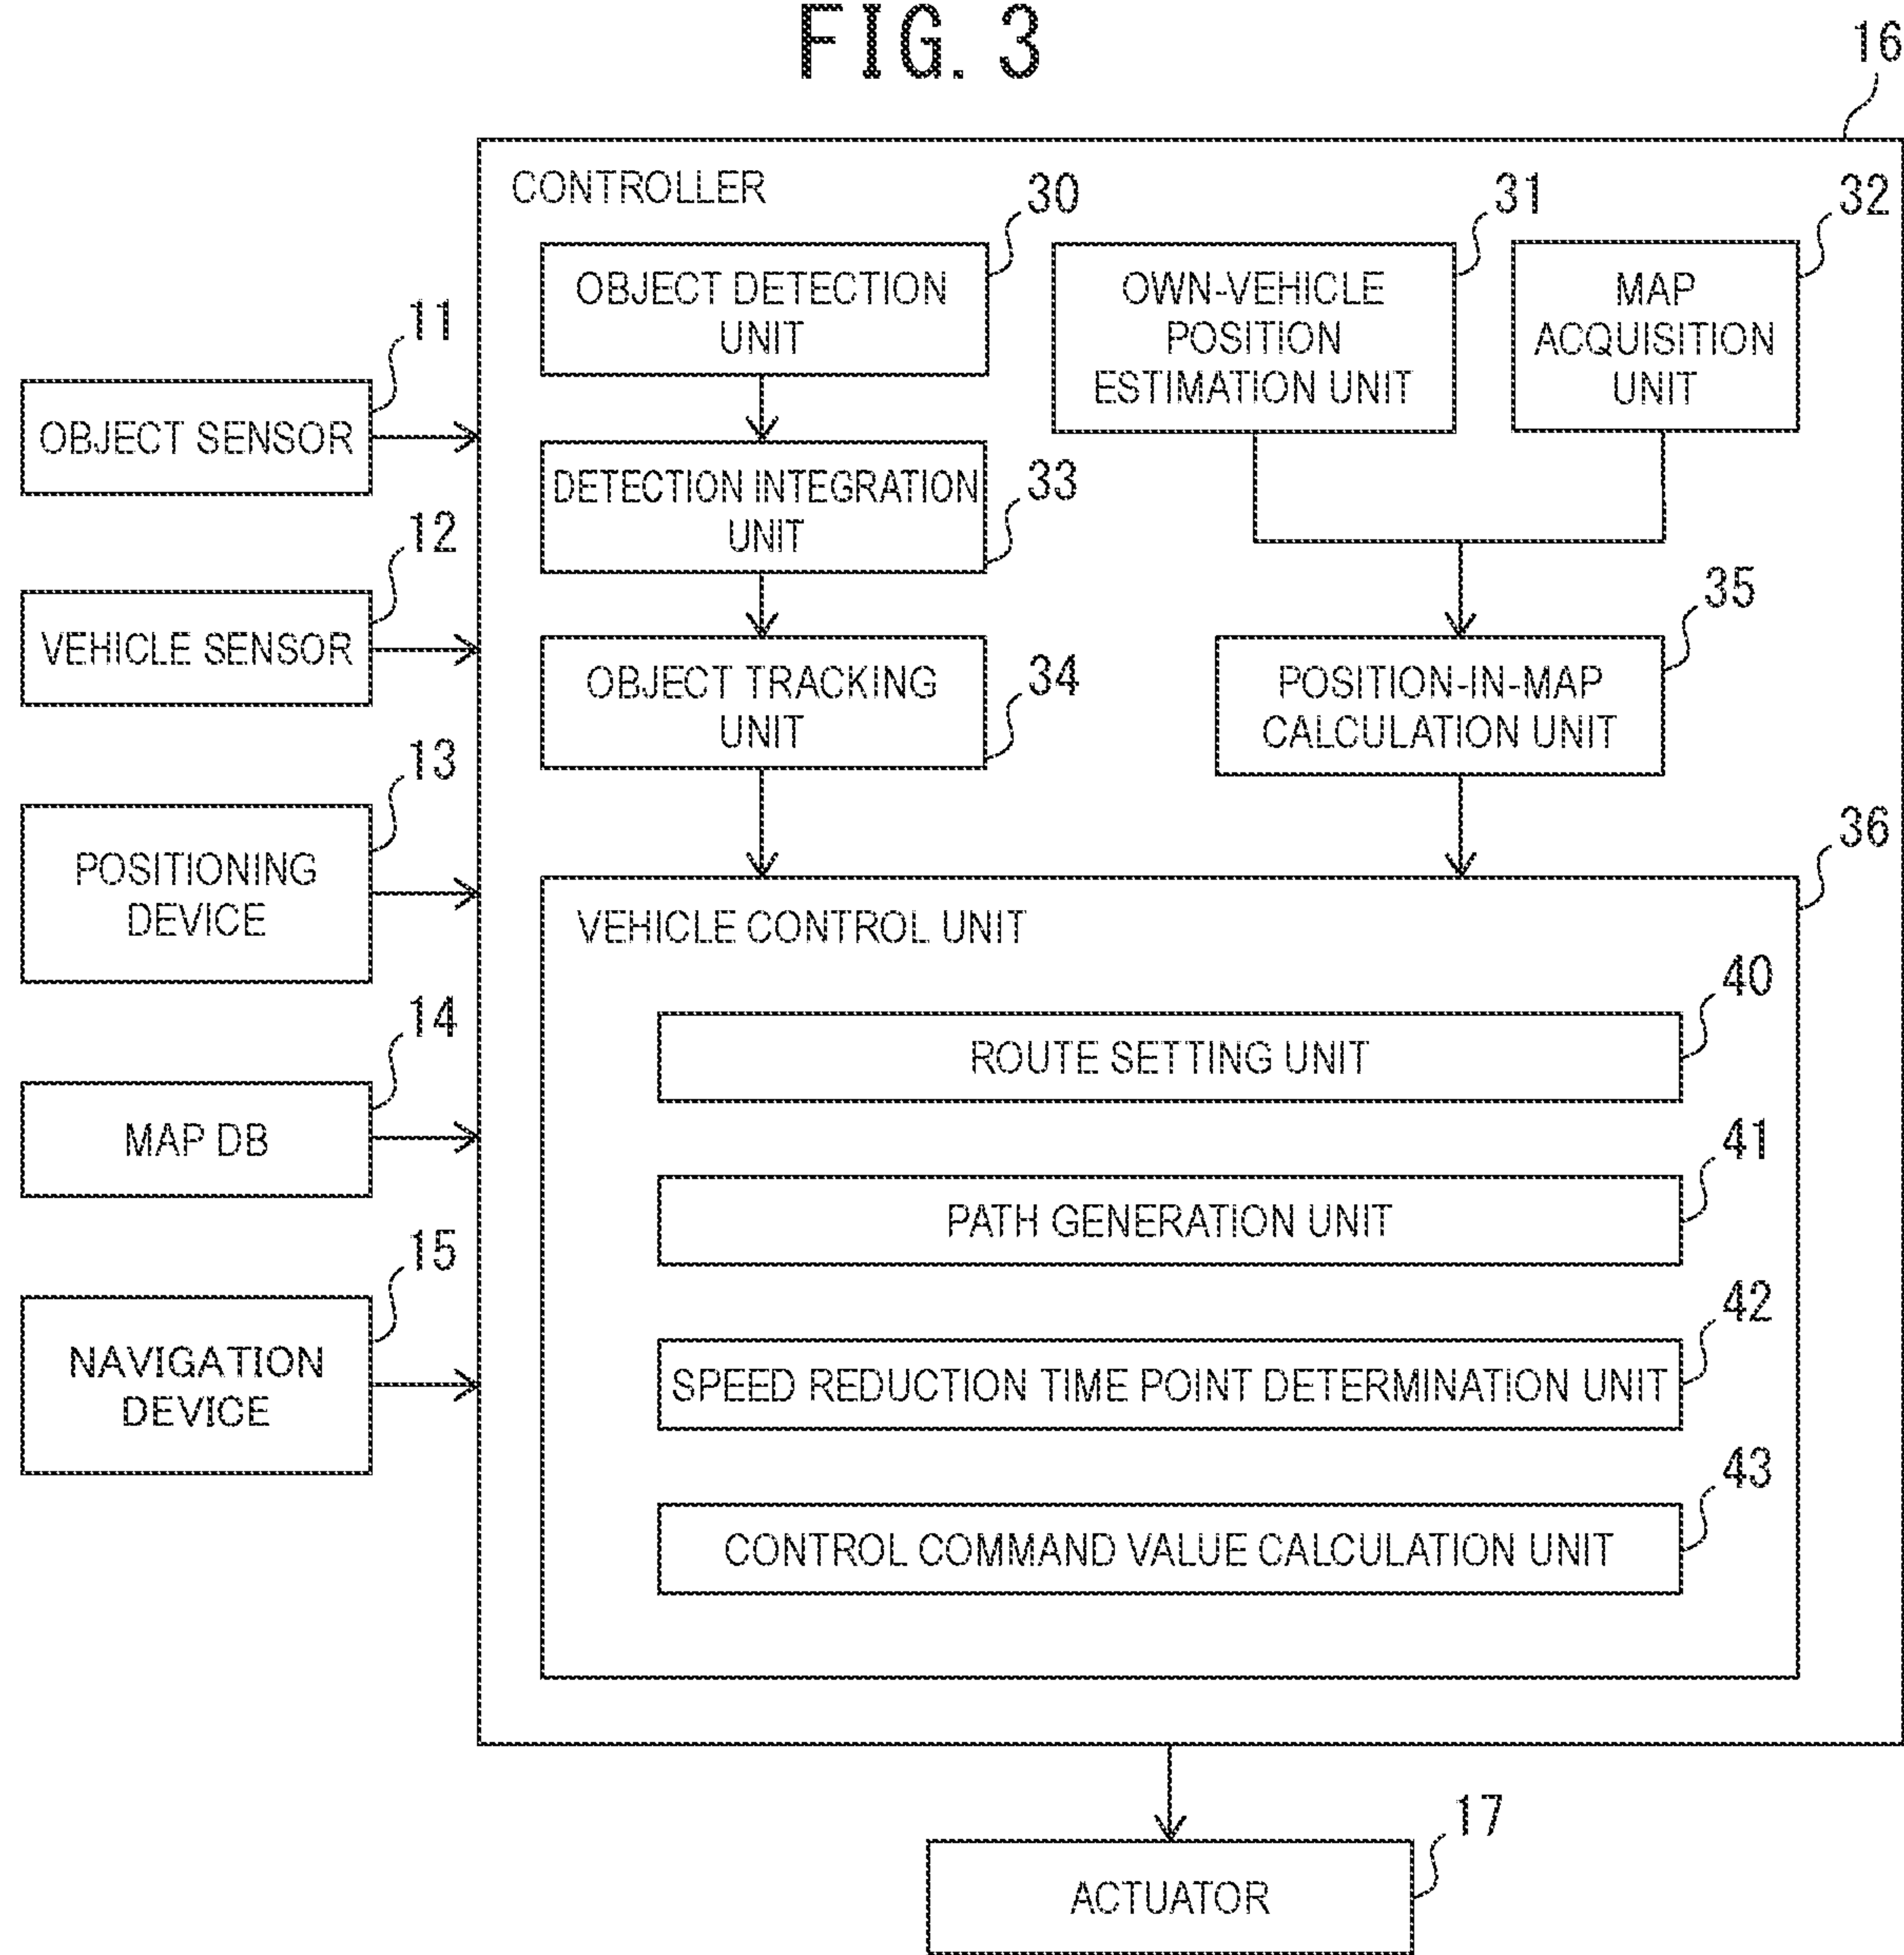 FIG. 3
16
CONTROLLER
30
OBJECT DETECTION
UNIT
31
OWN-VEHICLE
POSITION
ESTIMATION UNIT
32
MAP
ACQUISITION
UNIT
11
OBJECT SENSOR
33
DETECTION INTEGRATION
UNIT
12
VEHICLE SENSOR
34
OBJECT TRACKING
UNIT
35
POSITION-IN-MAP
CALCULATION UNIT
13
POSITIONING
DEVICE
36
VEHICLE CONTROL UNIT
14
MAP DB
40
ROUTE SETTING UNIT
41
PATH GENERATION UNIT
15
NAVIGATION
DEVICE
42
SPEED REDUCTION TIME POINT DETERMINATION UNIT
43
CONTROL COMMAND VALUE CALCULATION UNIT
17
ACTUATOR